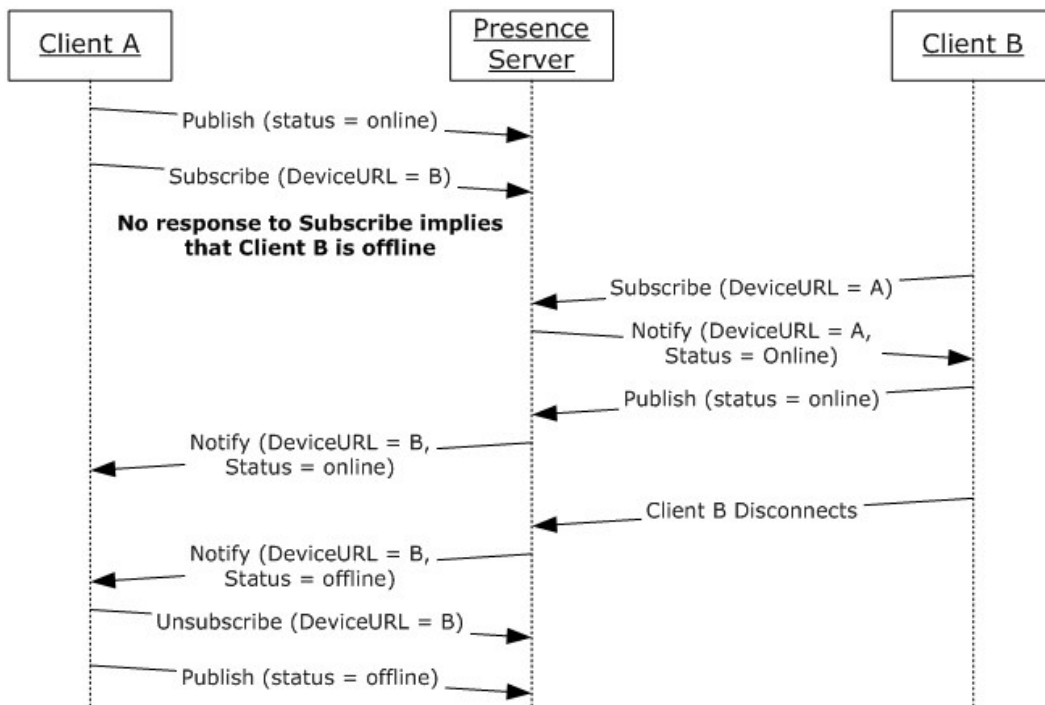 Client A
Presence
Server
Client B
Publish (status = online)
Subscribe (DeviceURL = B)
No response to Subscribe implies
that Client B is offline
Subscribe (DeviceURL = A)
Notify (DeviceURL = A,
Status = Online)
Publish (status = online)
Notify (DeviceURL = B,
Status = online)
Client B Disconnects
Notify (DeviceURL = B,
Status = offline)
Unsubscribe (DeviceURL = B)
Publish (status = offline)